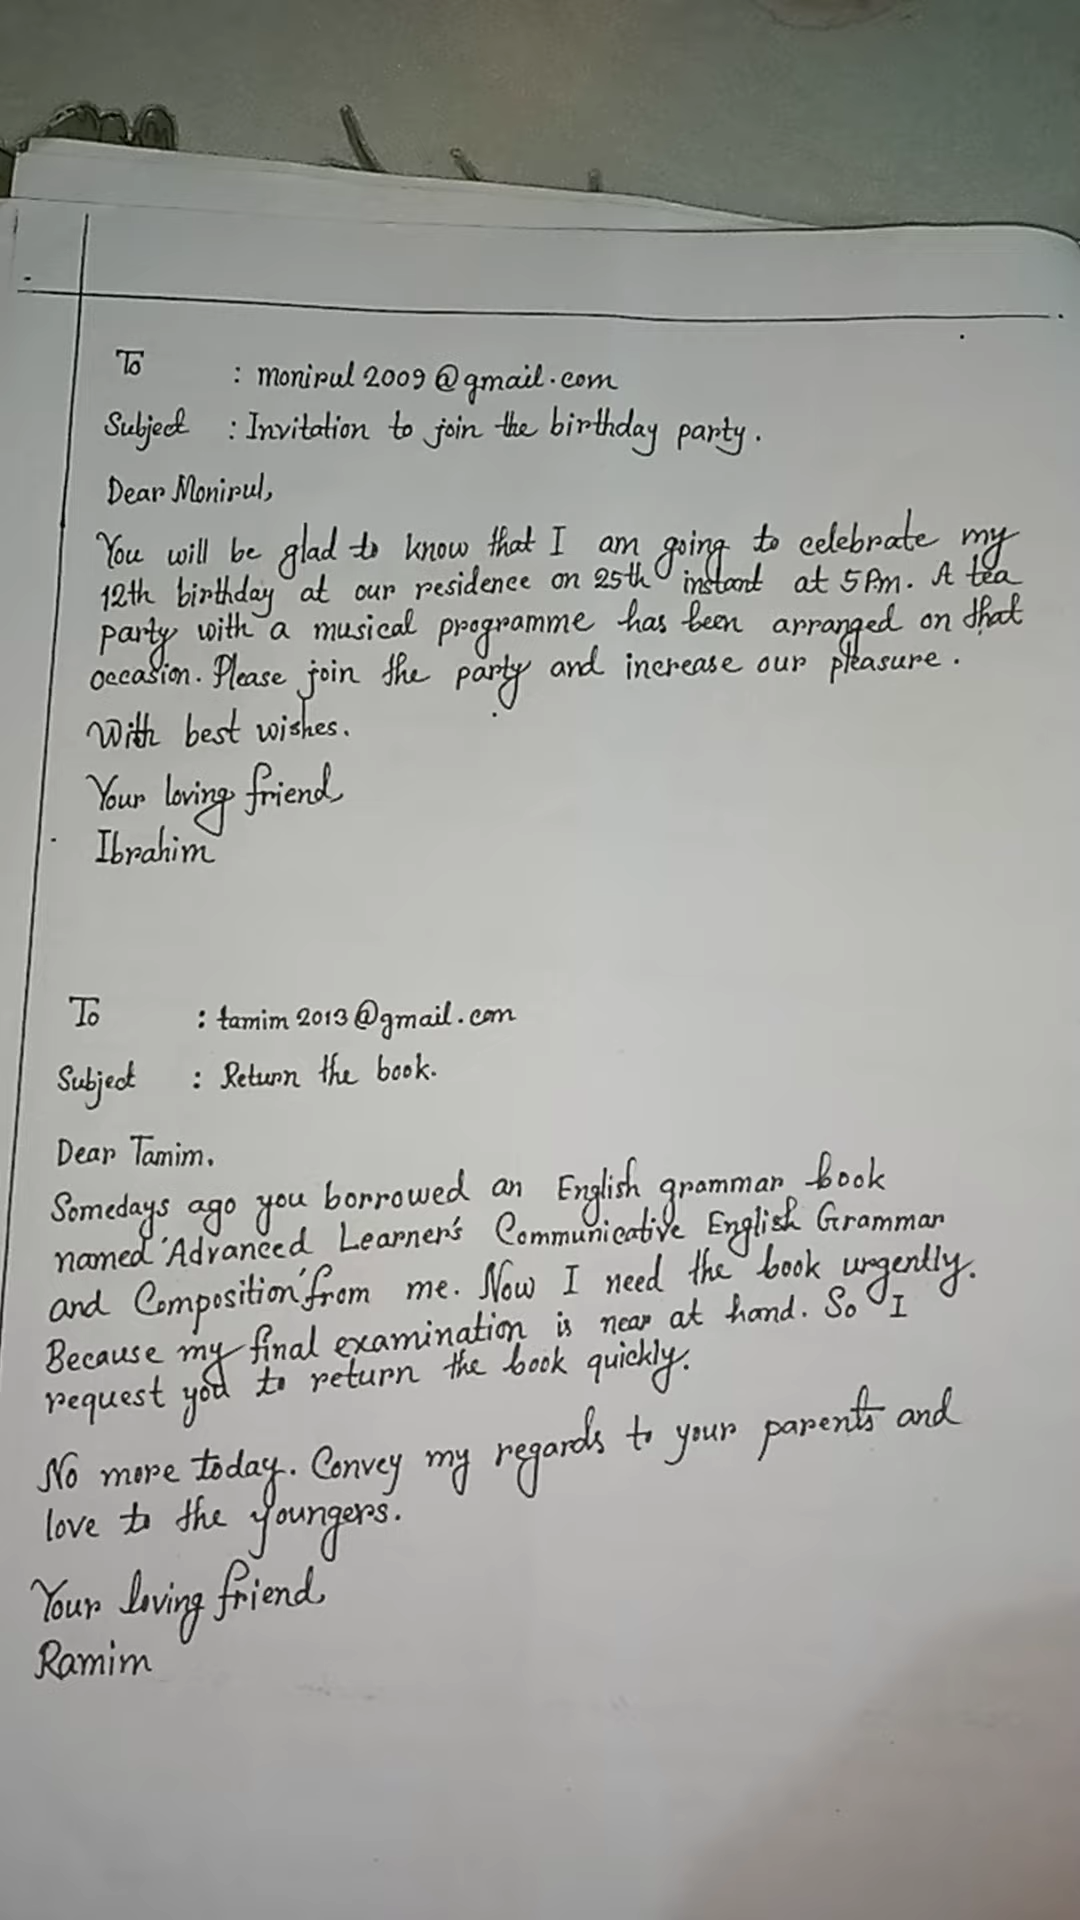 To : monirul 2009@gmail.com
Subject : Invitation to join the birthday party.
Dear Monirul,
You will be glad to know that I am going to celebrate my
12th birthday at our residence on 25th instant at 5 Pm. A tea
party with a musical programme has been arranged on that
occasion. Please join the party and increase our pleasure.
With best wishes.
Your loving friend,
Ibrahim
To : tamim 2013@gmail.com
Subject : Return the book.
Dear Tamim.
Somedays ago you borrowed an English grammar book
named 'Advanced Learner's Communicative English Grammar
and Composition' from me. Now I need the book urgently.
Because my final examination is near at hand. So I
request you to return the book quickly.
No more today. Convey my regards to your parents and
love to the youngers.
Your loving friend,
Ramim